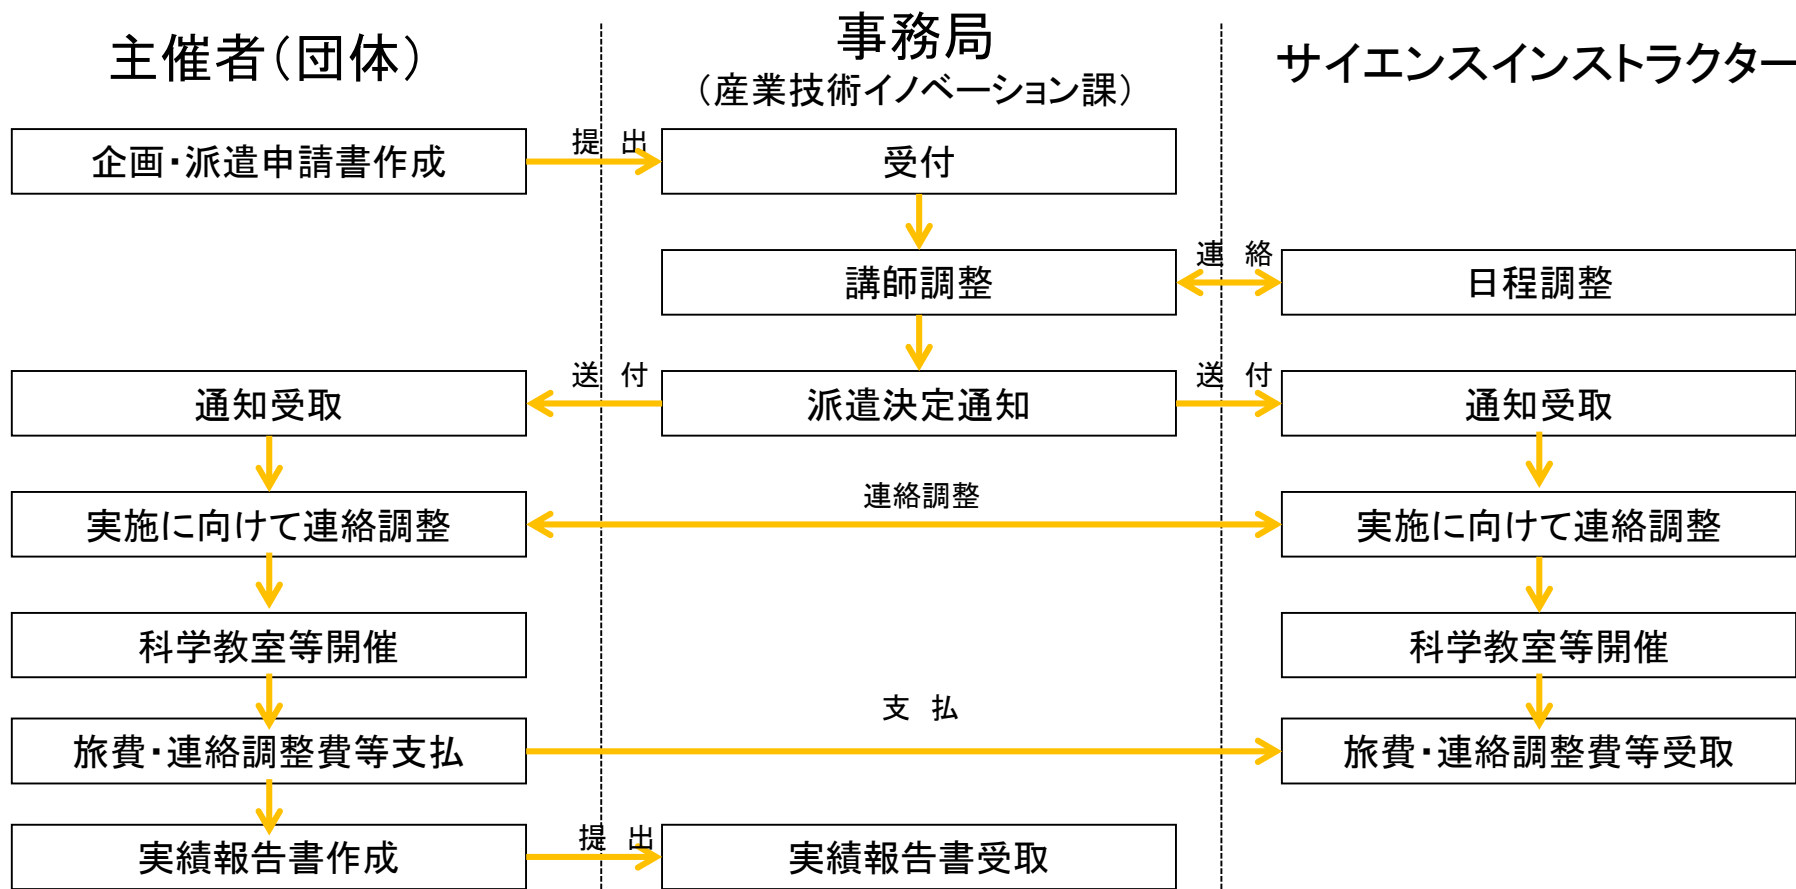 主催者（団体）
事務局
（産業技術イノベーション課）
サイエンスインストラクター
企画・派遣申請書作成
提　出
受付
講師調整
連　絡
日程調整
通知受取
送　付
派遣決定通知
送　付
通知受取
実施に向けて連絡調整
連絡調整
実施に向けて連絡調整
科学教室等開催
科学教室等開催
旅費・連絡調整費等支払
支　払
旅費・連絡調整費等受取
実績報告書作成
提　出
実績報告書受取